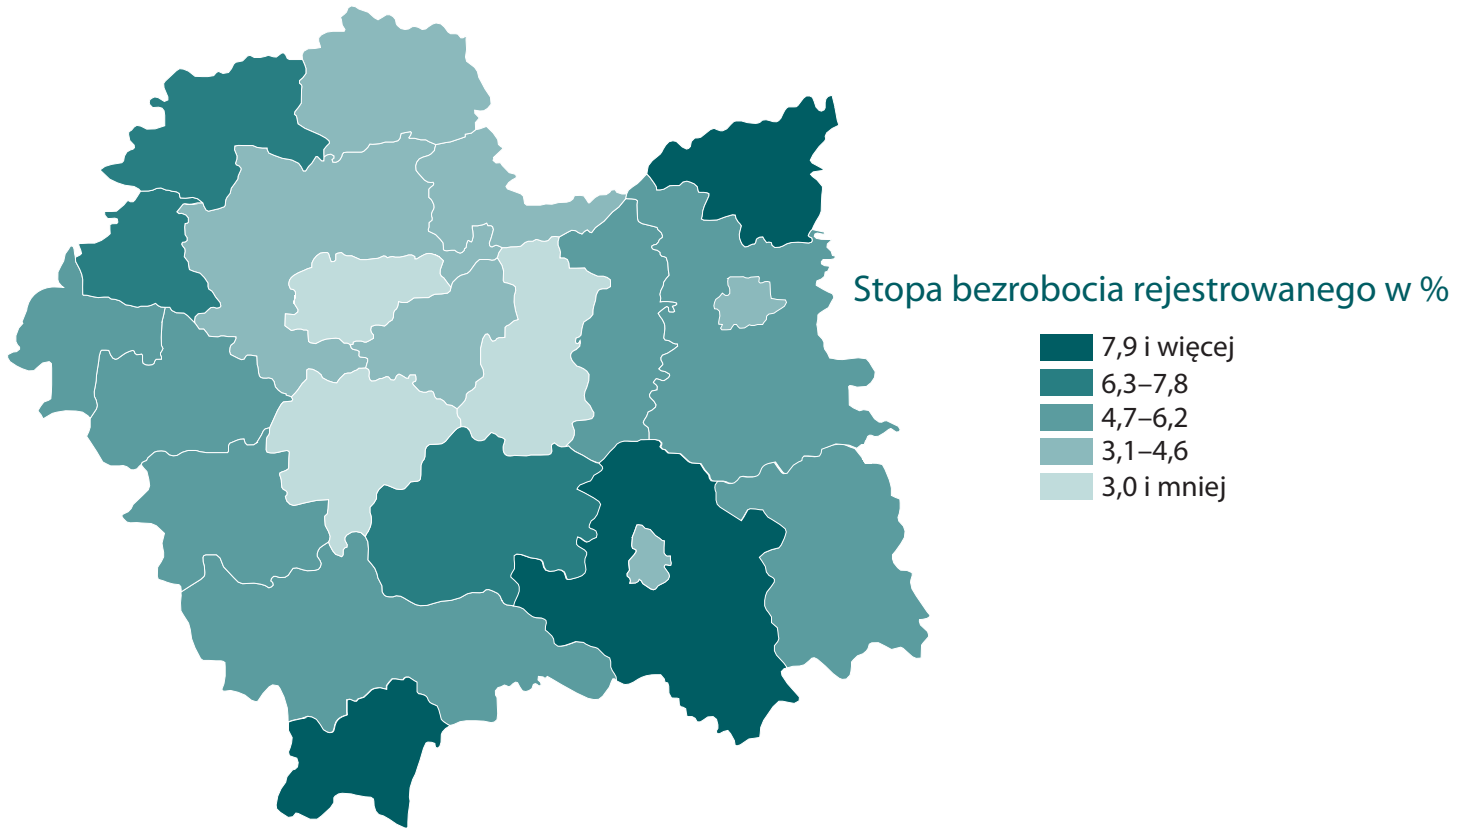 Stopa bezrobocia rejestrowanego w %
7,9 i więcej
6,3–7,8
4,7–6,2
3,1–4,6
3,0 i mniej